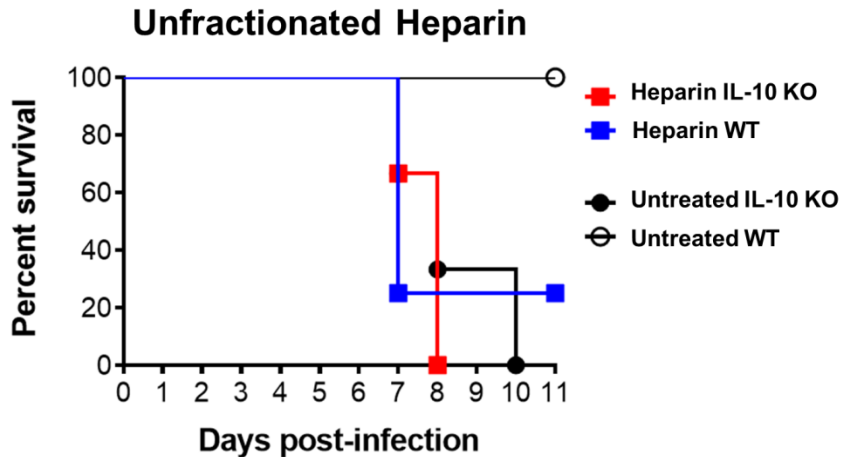 Unfractionated Heparin
Percent survival
100
80
60
40
20
0
0 1 2 3 4 5 6 7 8 9 10 11
Days post-infection
Heparin IL-10 KO
Heparin WT
Untreated IL-10 KO
Untreated WT